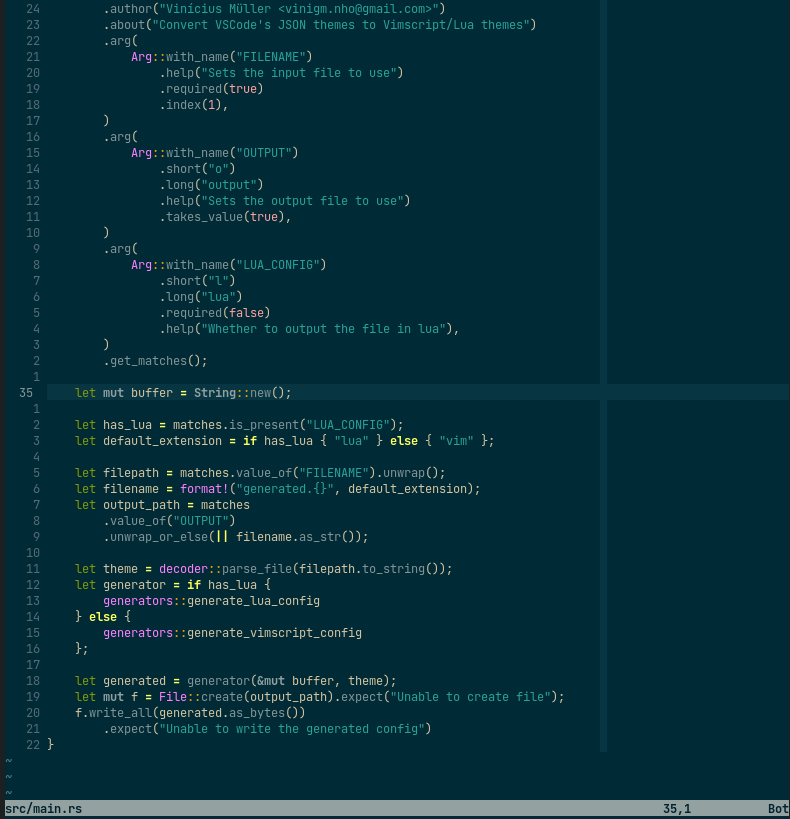 24         .author("Vinícius Müller <vinigm.nho@gmail.com>")
23         .about("Convert VSCode's JSON themes to Vimscript/Lua themes")
22         .arg(
21             Arg::with_name("FILENAME")
20                 .help("Sets the input file to use")
19                 .required(true)
18                 .index(1),
17         )
16         .arg(
15             Arg::with_name("OUTPUT")
14                 .short("o")
13                 .long("output")
12                 .help("Sets the output file to use")
11                 .takes_value(true),
10         )
9         .arg(
8             Arg::with_name("LUA_CONFIG")
7                 .short("l")
6                 .long("lua")
5                 .required(false)
4                 .help("Whether to output the file in lua"),
3         )
2         .get_matches();
1
35     let mut buffer = String::new();
1
2     let has_lua = matches.is_present("LUA_CONFIG");
3     let default_extension = if has_lua { "lua" } else { "vim" };
4
5     let filepath = matches.value_of("FILENAME").unwrap();
6     let filename = format!("generated.{}", default_extension);
7     let output_path = matches
8         .value_of("OUTPUT")
9         .unwrap_or_else(|| filename.as_str());
10
11     let theme = decoder::parse_file(filepath.to_string());
12     let generator = if has_lua {
13         generators::generate_lua_config
14     } else {
15         generators::generate_vimscript_config
16     };
17
18     let generated = generator(&mut buffer, theme);
19     let mut f = File::create(output_path).expect("Unable to create file");
20     f.write_all(generated.as_bytes())
21         .expect("Unable to write the generated config")
22 }
~
~
~
src/main.rs 35,1 Bot